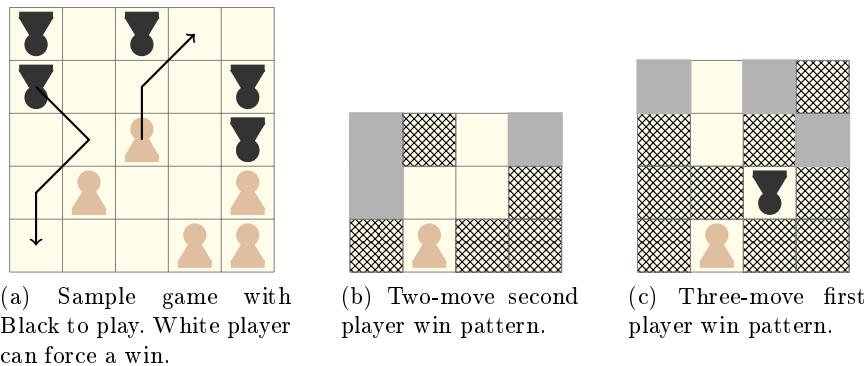 (a) Sample game with
Black to play. White player
can force a win.
(b) Two-move second
player win pattern.
(c) Three-move first
player win pattern.